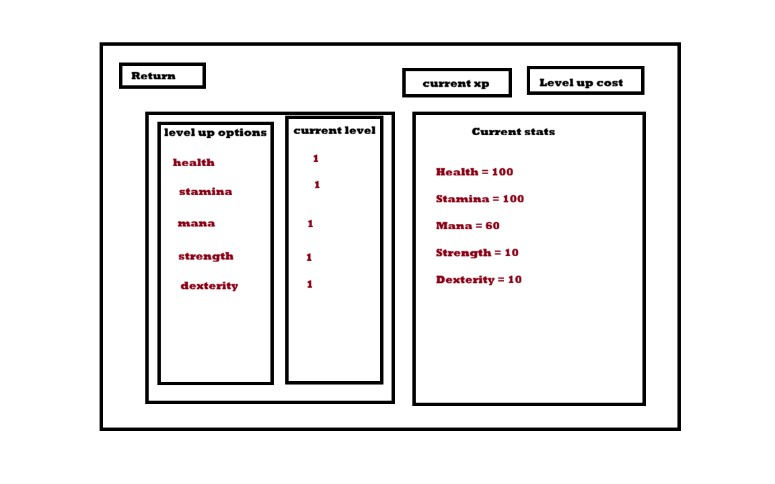 Return
current xp
Level up cost
level up options
current level
health
1
stamina
1
mana
1
strength
1
dexterity
1
Current stats
Health = 100
Stamina = 100
Mana = 60
Strength = 10
Dexterity = 10